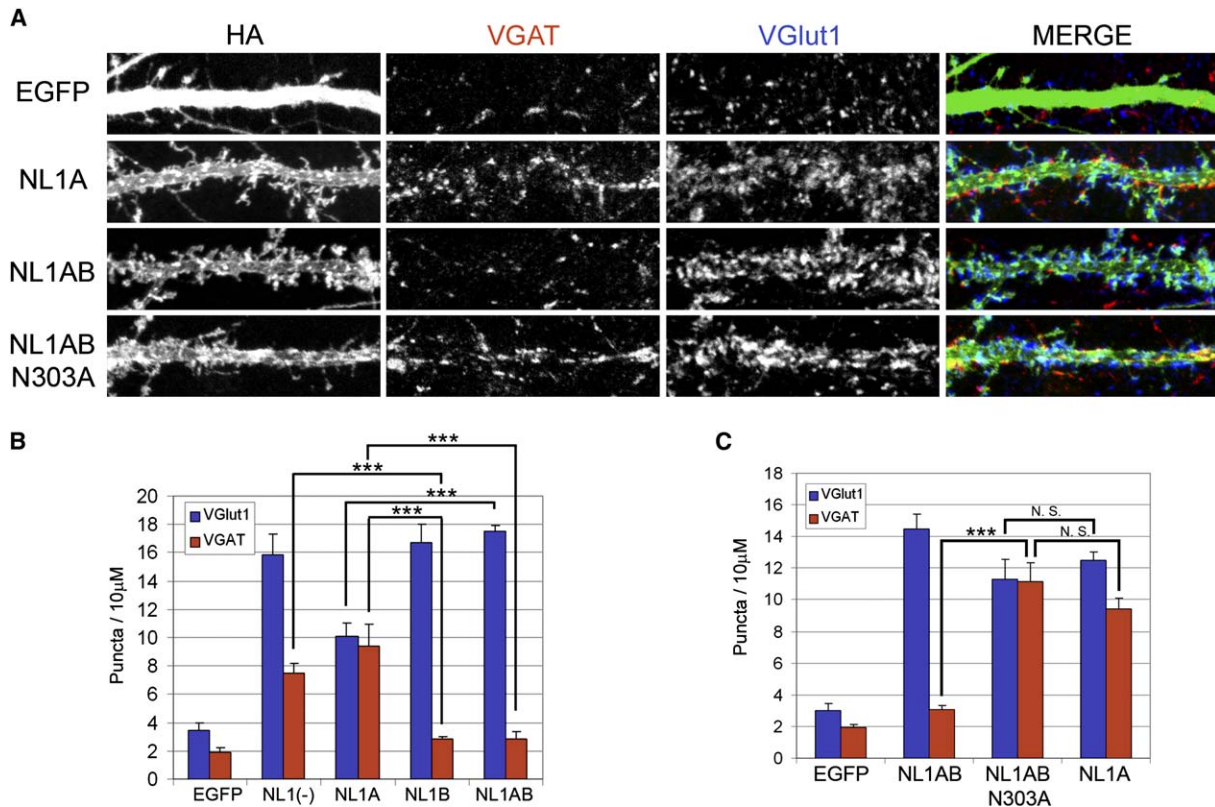 A
HA VGAT VGlut1 MERGE
EGFP
NL1A
NL1AB
NL1AB
N303A
B
***
***
***
***
20
18
16
14
12
10
8
6
4
2
0
Puncta / 10μM
VGlut1
VGAT
EGFP NL1(-) NL1A NL1B NL1AB
C
18
16
14
12
10
8
6
4
2
0
Puncta / 10μM
VGlut1
VGAT
N. S.
*** N. S.
EGFP NL1AB NL1AB NL1A
N303A